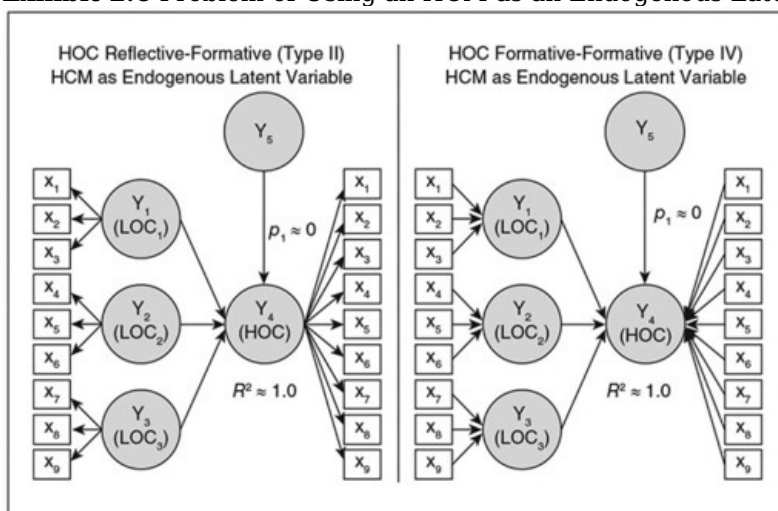 HOC Reflective-Formative (Type II)
HCM as Endogenous Latent Variable
Y₅
p₁ ≈ 0
X₁
X₂
X₃
X₄
X₅
X₆
X₇
X₈
X₉
Y₁
(LOC₁)
Y₂
(LOC₂)
Y₃
(LOC₃)
Y₄
(HOC)
R² ≈ 1.0
X₁
X₂
X₃
X₄
X₅
X₆
X₇
X₈
X₉
HOC Formative-Formative (Type IV)
HCM as Endogenous Latent Variable
Y₅
p₁ ≈ 0
X₁
X₂
X₃
X₄
X₅
X₆
X₇
X₈
X₉
Y₁
(LOC₁)
Y₂
(LOC₂)
Y₃
(LOC₃)
Y₄
(HOC)
R² ≈ 1.0
X₁
X₂
X₃
X₄
X₅
X₆
X₇
X₈
X₉